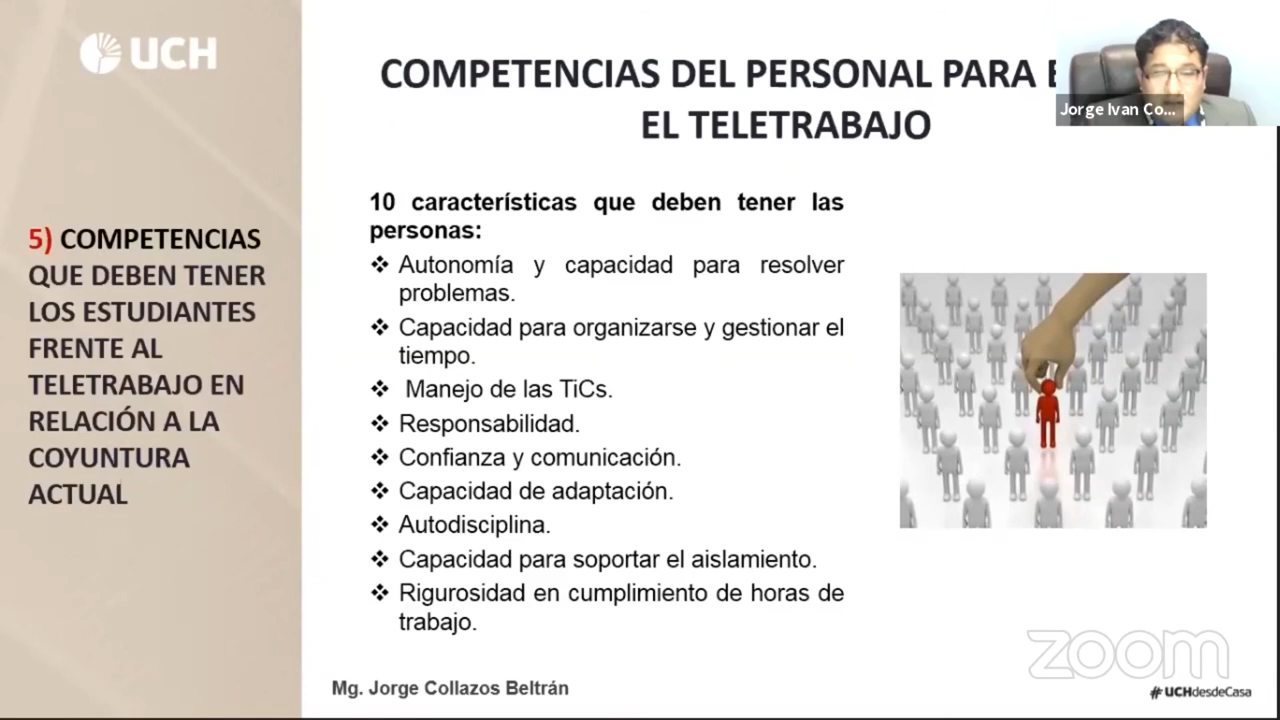 UCH
COMPETENCIAS DEL PERSONAL PARA
EL TELETRABAJO
Jorge Ivan Co...
5) COMPETENCIAS
QUE DEBEN TENER
LOS ESTUDIANTES
FRENTE AL
TELETRABAJO EN
RELACIÓN A LA
COYUNTURA
ACTUAL
10 características que deben tener las
personas:
❖ Autonomía y capacidad para resolver
problemas.
❖ Capacidad para organizarse y gestionar el
tiempo.
❖ Manejo de las TiCs.
❖ Responsabilidad.
❖ Confianza y comunicación.
❖ Capacidad de adaptación.
❖ Autodisciplina.
❖ Capacidad para soportar el aislamiento.
❖ Rigurosidad en cumplimiento de horas de
trabajo.
zoom
Mg. Jorge Collazos Beltrán
#UCHdesdeCasa